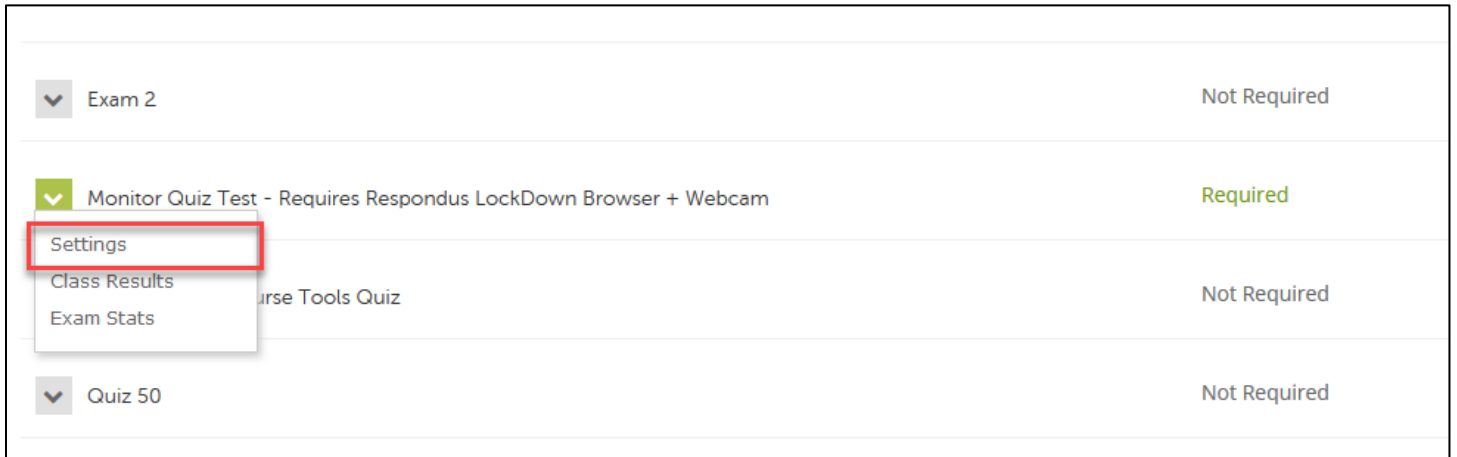 Exam 2 Not Required
Monitor Quiz Test - Requires Respondus LockDown Browser + Webcam Required
Settings
Class Results
Course Tools Quiz Not Required
Exam Stats
Quiz 50 Not Required